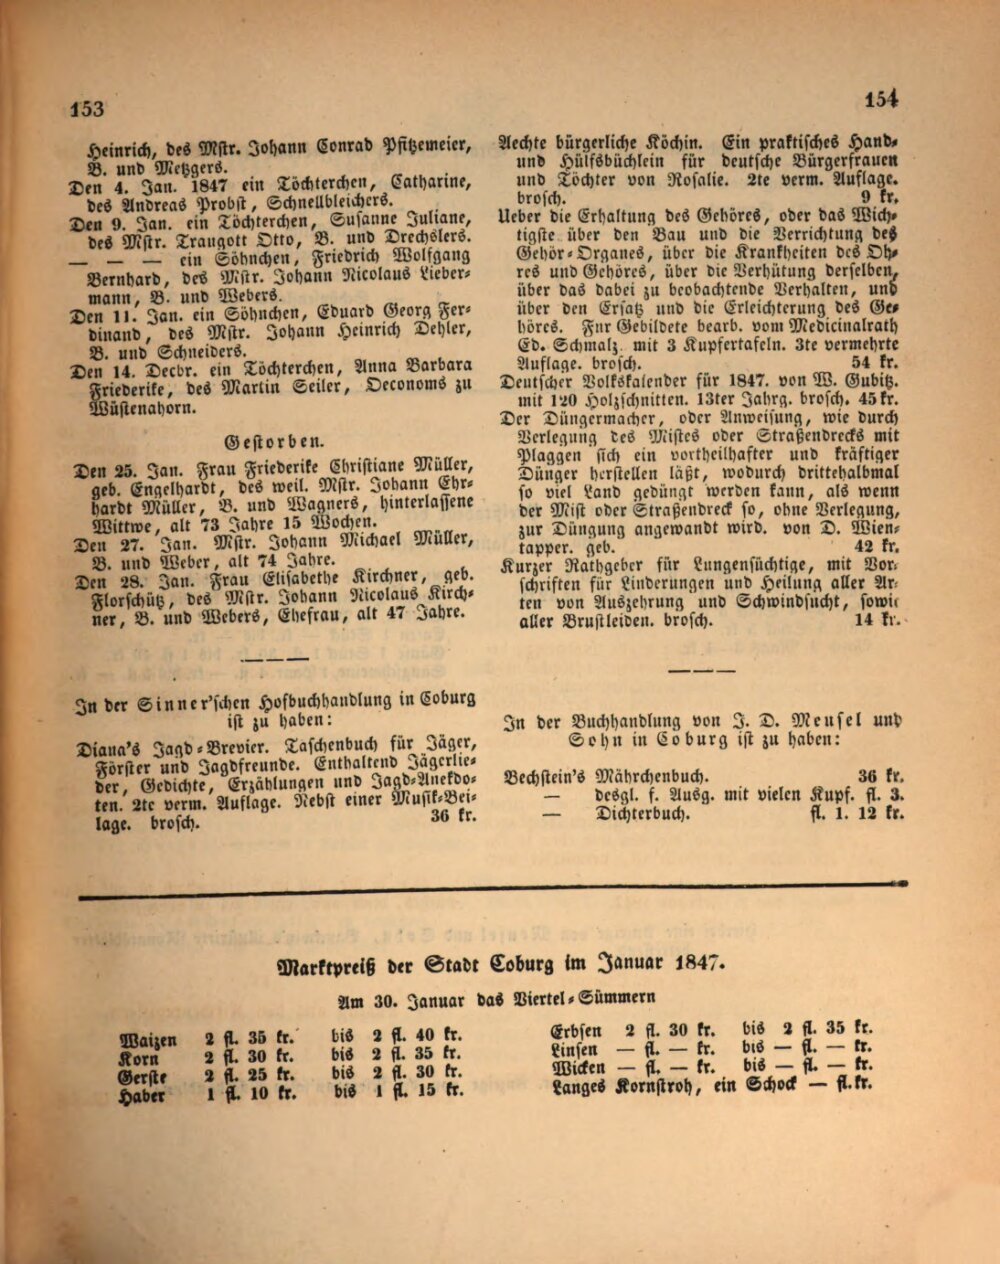 153
Heinrich, des Mstr. Johann Conrad Pfitzemeier,
B. und Metzgers.
Den 4. Jan. 1847 ein Töchterchen, Catharine,
des Andreas Probst, Schnellbleichers.
Den 9. Jan. ein Töchterchen, Susanne Juliane,
des Mstr. Traugott Otto, B. und Drechslers.
— — — ein Söhnchen, Friedrich Wolfgang
Bernhard, des Mstr. Johann Nicolaus Lieber-
mann, B. und Webers.
Den 11. Jan. ein Söhnchen, Eduard Georg Fer-
dinand, des Mstr. Johann Heinrich Dehler,
B. und Schneiders.
Den 14. Decbr. ein Töchterchen, Anna Barbara
Friederike, des Martin Seiler, Oeconoms zu
Wüstenahorn.
Gestorben.
Den 25. Jan. Frau Friederike Christiane Müller,
geb. Engelhardt, des weil. Mstr. Johann Ehr-
hardt Müller, B. und Wagners, hinterlassene
Wittwe, alt 73 Jahre 15 Wochen.
Den 27. Jan. Mstr. Johann Michael Müller,
B. und Weber, alt 74 Jahre.
Den 28. Jan. Frau Elisabethe Kirchner, geb.
Florschütz, des Mstr. Johann Nicolaus Kirch-
ner, B. und Webers, Ehefrau, alt 47 Jahre.
In der Sinner'schen Hofbuchhandlung in Coburg
ist zu haben:
Diana's Jagd-Brevier. Taschenbuch für Jäger,
Förster und Jagdfreunde. Enthaltend Jägerlie-
der, Gedichte, Erzählungen und Jagd-Anekdo-
ten. 2te verm. Auflage. Nebst einer Musik-Bei-
lage. brosch. 36 kr.
154
Aechte bürgerliche Köchin. Ein praktisches Hand-
und Hülfsbüchlein für deutsche Bürgerfrauen
und Töchter von Rosalie. 2te verm. Auflage.
brosch. 9 kr.
Ueber die Erhaltung des Gehöres, oder das Wich-
tigste über den Bau und die Verrichtung des
Gehör-Organes, über die Krankheiten des Oh-
res und Gehöres, über die Verhütung derselben,
über das dabei zu beobachtende Verhalten, und
über den Ersatz und die Erleichterung des Ge-
höres. Für Gebildete bearb. vom Medicinalrath
Ed. Schmalz mit 3 Kupfertafeln. 3te vermehrte
Auflage. brosch. 54 kr.
Deutscher Volkskalender für 1847. von W. Gubitz.
mit 120 Holzschnitten. 13ter Jahrg. brosch. 45 kr.
Der Düngermacher, oder Anweisung, wie durch
Verlegung des Mistes oder Straßendrecks mit
Plaggen sich ein vortheilhafter und kräftiger
Dünger herstellen läßt, wodurch drittehalbmal
so viel Land gedüngt werden kann, als wenn
der Mist oder Straßendreck so, ohne Verlegung,
zur Düngung angewandt wird. von D. Wien-
tapper. geb. 42 kr.
Kurzer Rathgeber für Lungensüchtige, mit Vor-
schriften für Linderungen und Heilung aller Ar-
ten von Auszehrung und Schwindsucht, sowie
aller Brustleiden. brosch. 14 kr.
In der Buchhandlung von J. D. Meusel und
Sohn in Coburg ist zu haben:
Bechstein's Mährchenbuch. 36 kr.
— desgl. f. Ausg. mit vielen Kupf. fl. 3.
— Dichterbuch. fl. 1. 12 kr.
Marktpreiß der Stadt Coburg im Januar 1847.
Am 30. Januar das Viertel-Sümmern
Waizen 2 fl. 35 kr. bis 2 fl. 40 kr.
Korn 2 fl. 30 kr. bis 2 fl. 35 kr.
Gerste 2 fl. 25 kr. bis 2 fl. 30 kr.
Haber 1 fl. 10 kr. bis 1 fl. 15 kr.
Erbsen 2 fl. 30 kr. bis 2 fl. 35 kr.
Linsen — fl. — kr. bis — fl. — kr.
Wicken — fl. — kr. bis — fl. — kr.
Langes Kornstroh, ein Schock — fl. kr.